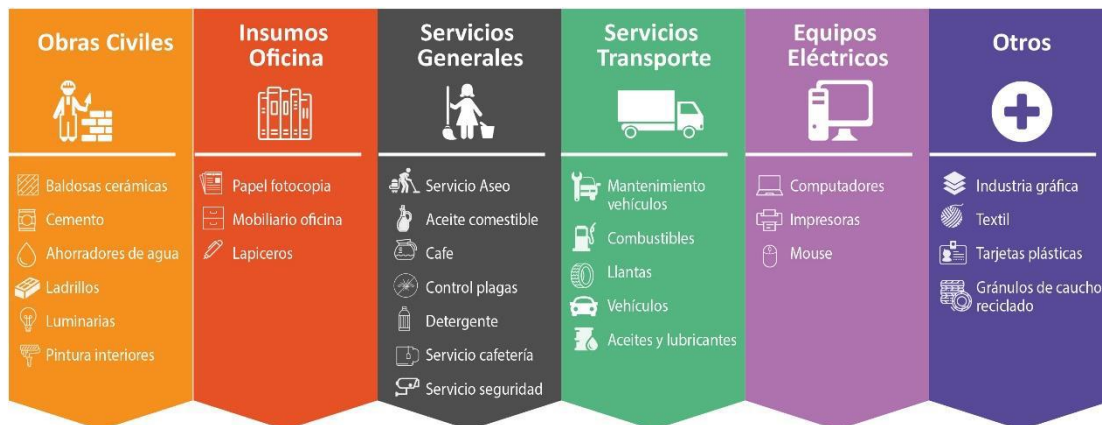 Obras Civiles
Baldosas cerámicas
Cemento
Ahorradores de agua
Ladrillos
Luminarias
Pintura interiores
Insumos
Oficina
Papel fotocopia
Mobiliario oficina
Lapiceros
Servicios
Generales
Servicio Aseo
Aceite comestible
Cafe
Control plagas
Detergente
Servicio cafetería
Servicio seguridad
Servicios
Transporte
Mantenimiento
vehículos
Combustibles
Llantas
Vehículos
Aceites y lubricantes
Equipos
Eléctricos
Computadores
Impresoras
Mouse
Otros
Industria gráfica
Textil
Tarjetas plásticas
Gránulos de caucho
reciclado